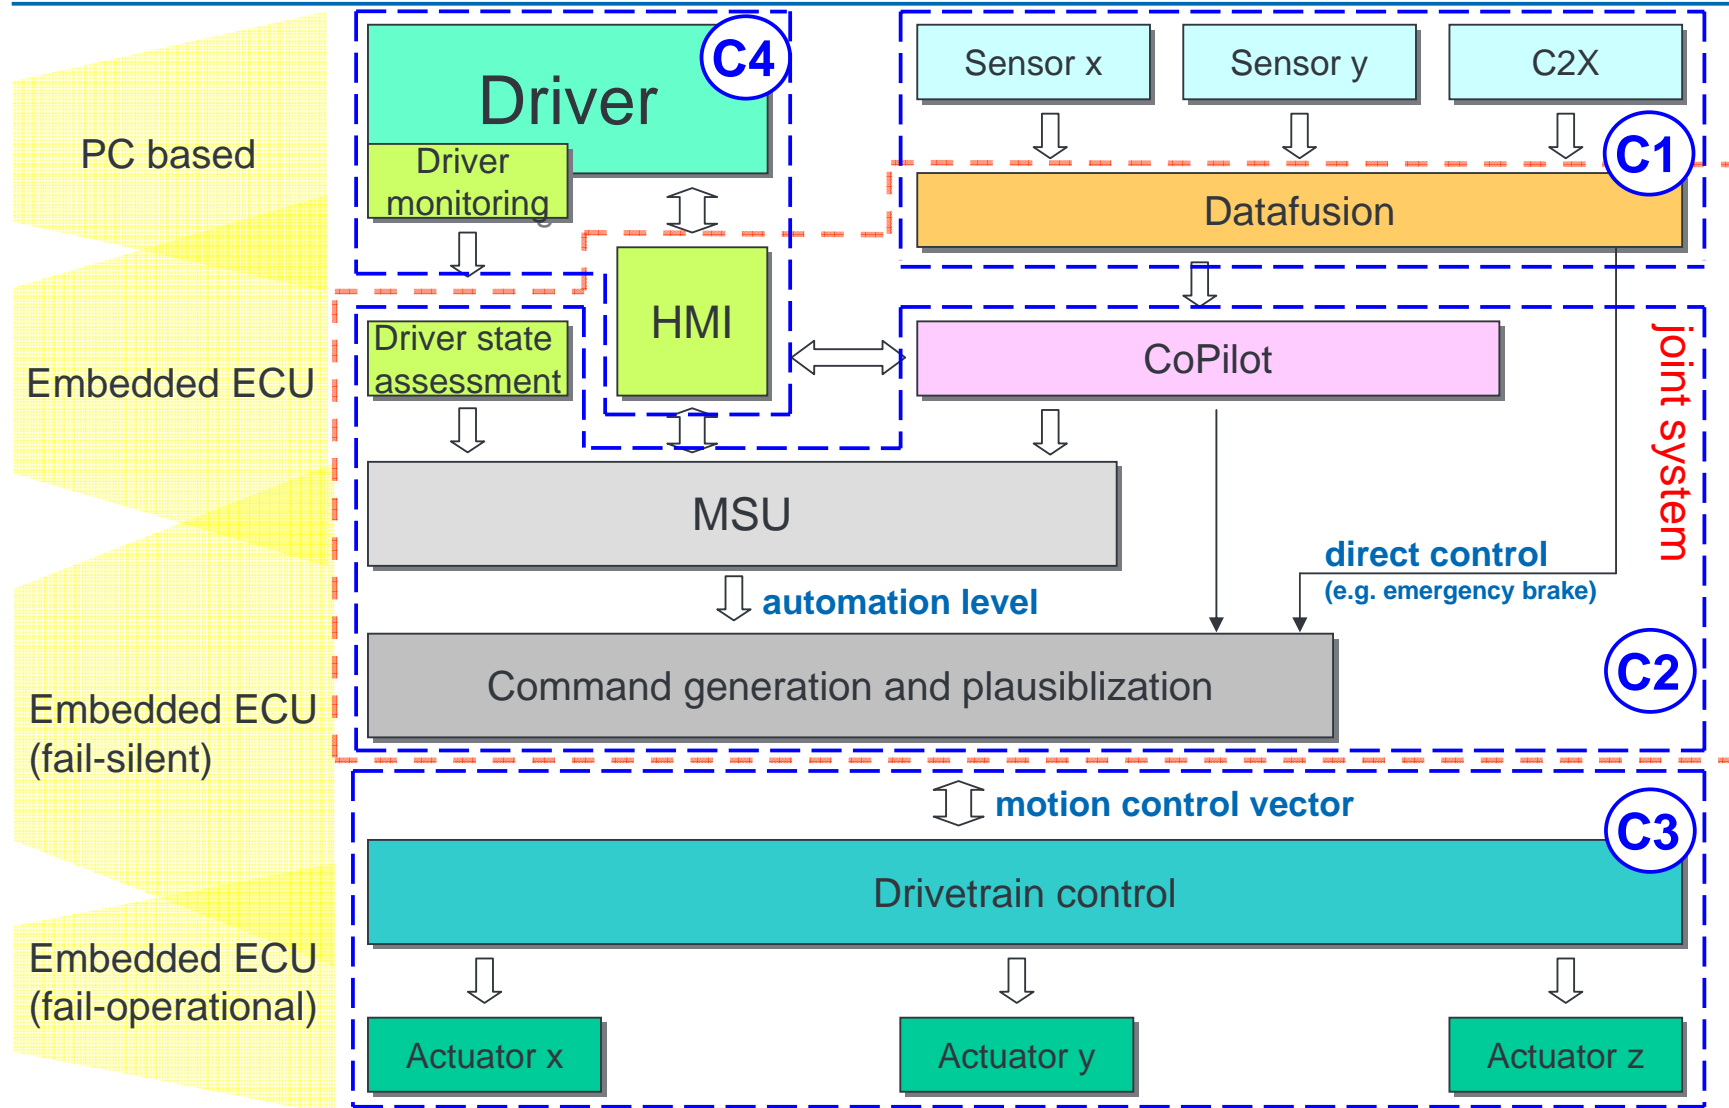 C4
Driver
Driver
monitoring
Sensor x
Sensor y
C2X
C1
PC based
Datafusion
HMI
Driver state
assessment
CoPilot
joint system
Embedded ECU
MSU
direct control
(e.g. emergency brake)
automation level
C2
Command generation and plausiblization
Embedded ECU
(fail-silent)
motion control vector
C3
Drivetrain control
Embedded ECU
(fail-operational)
Actuator x
Actuator y
Actuator z